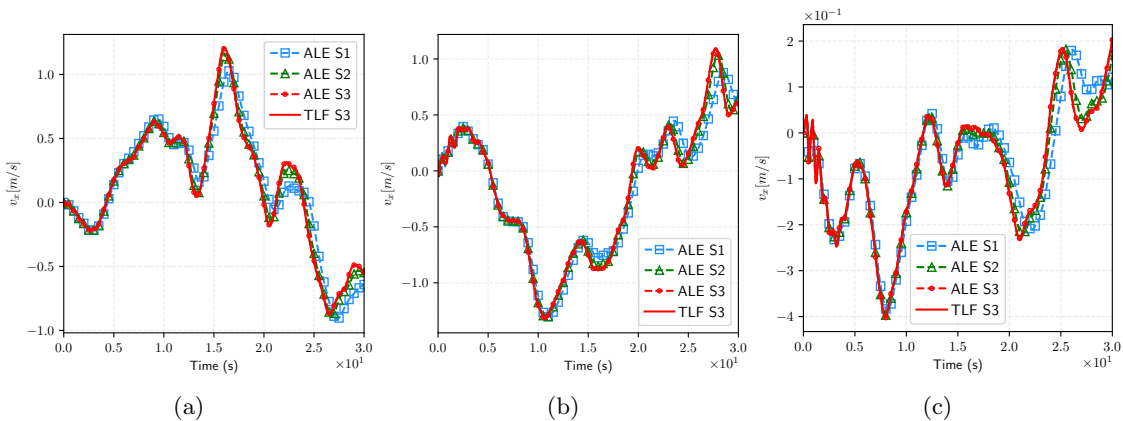 1.0
0.5
0.0
−0.5
−1.0
v_x[m/s]
0.0 0.5 1.0 1.5 2.0 2.5 3.0
Time (s)
×10^1
ALE S1
ALE S2
ALE S3
TLF S3
(a)
1.0
0.5
0.0
−0.5
−1.0
v_x[m/s]
0.0 0.5 1.0 1.5 2.0 2.5 3.0
Time (s)
×10^1
ALE S1
ALE S2
ALE S3
TLF S3
(b)
×10^−1
2
1
0
−1
−2
−3
−4
v_x[m/s]
0.0 0.5 1.0 1.5 2.0 2.5 3.0
Time (s)
×10^1
ALE S1
ALE S2
ALE S3
TLF S3
(c)